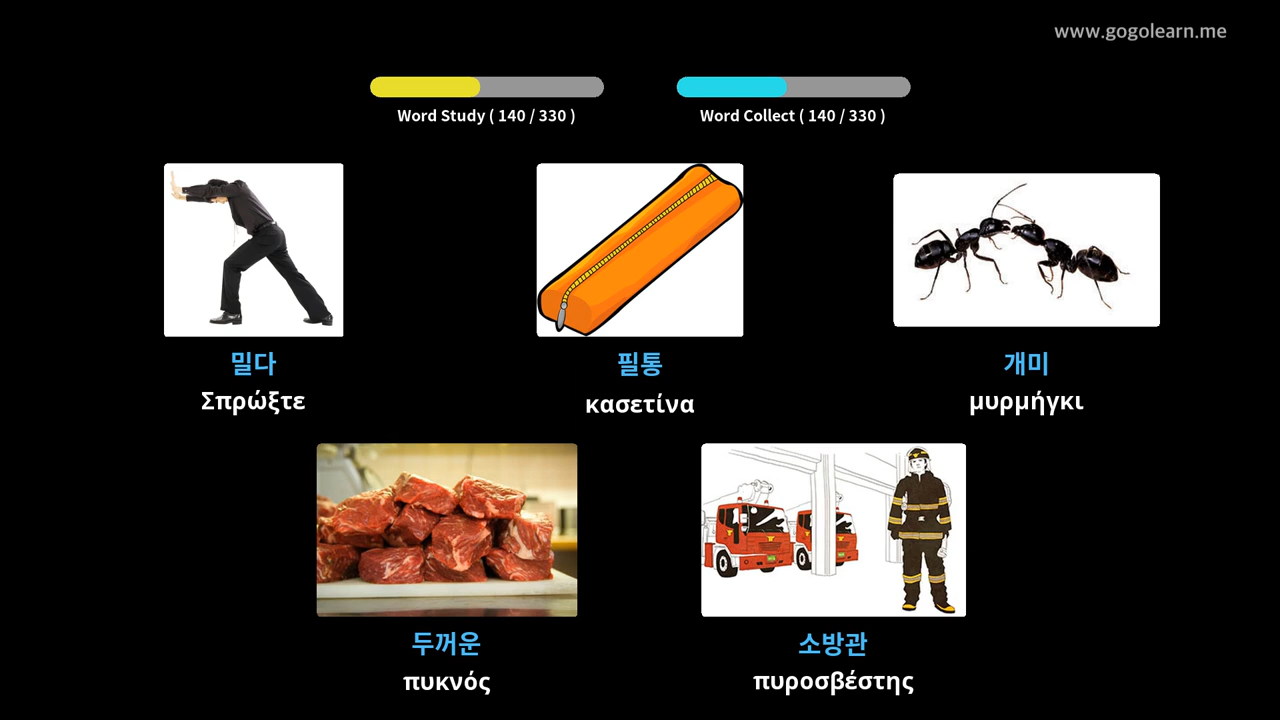 www.gogolearn.me
Word Study ( 140 / 330 )
Word Collect ( 140 / 330 )
밀다
Σπρώξτε
필통
κασετίνα
개미
μυρμήγκι
두꺼운
πυκνός
소방관
πυροσβέστης